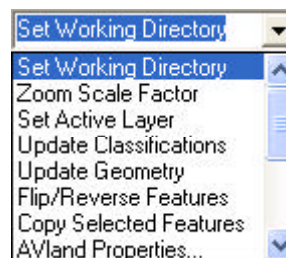 Set Working Directory
Set Working Directory
Zoom Scale Factor
Set Active Layer
Update Classifications
Update Geometry
Flip/Reverse Features
Copy Selected Features
AVland Properties...